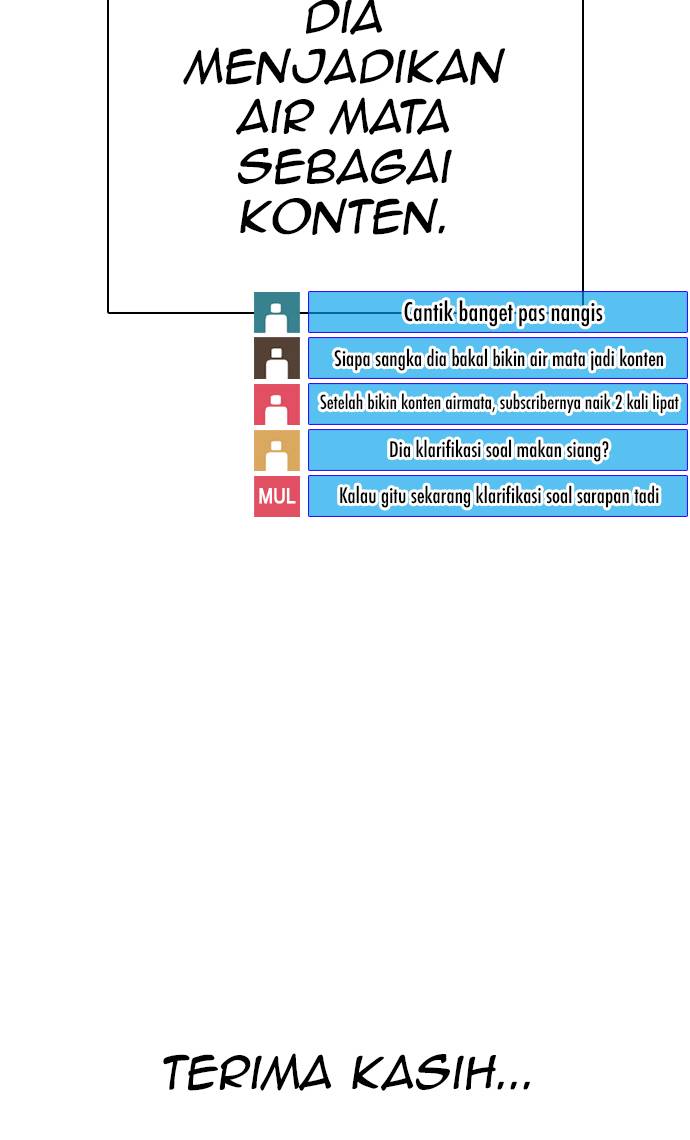 DIA
MENJADIKAN
AIR MATA
SEBAGAI
KONTEN.
Cantik banget pas nangis
Siapa sangka dia bakal bikin air mata jadi konten
Setelah bikin konten airmata, subscribernya naik 2 kali lipat
Dia klarifikasi soal makan siang?
MUL Kalau gitu sekarang klarifikasi soal sarapan tadi
TERIMA KASIH...